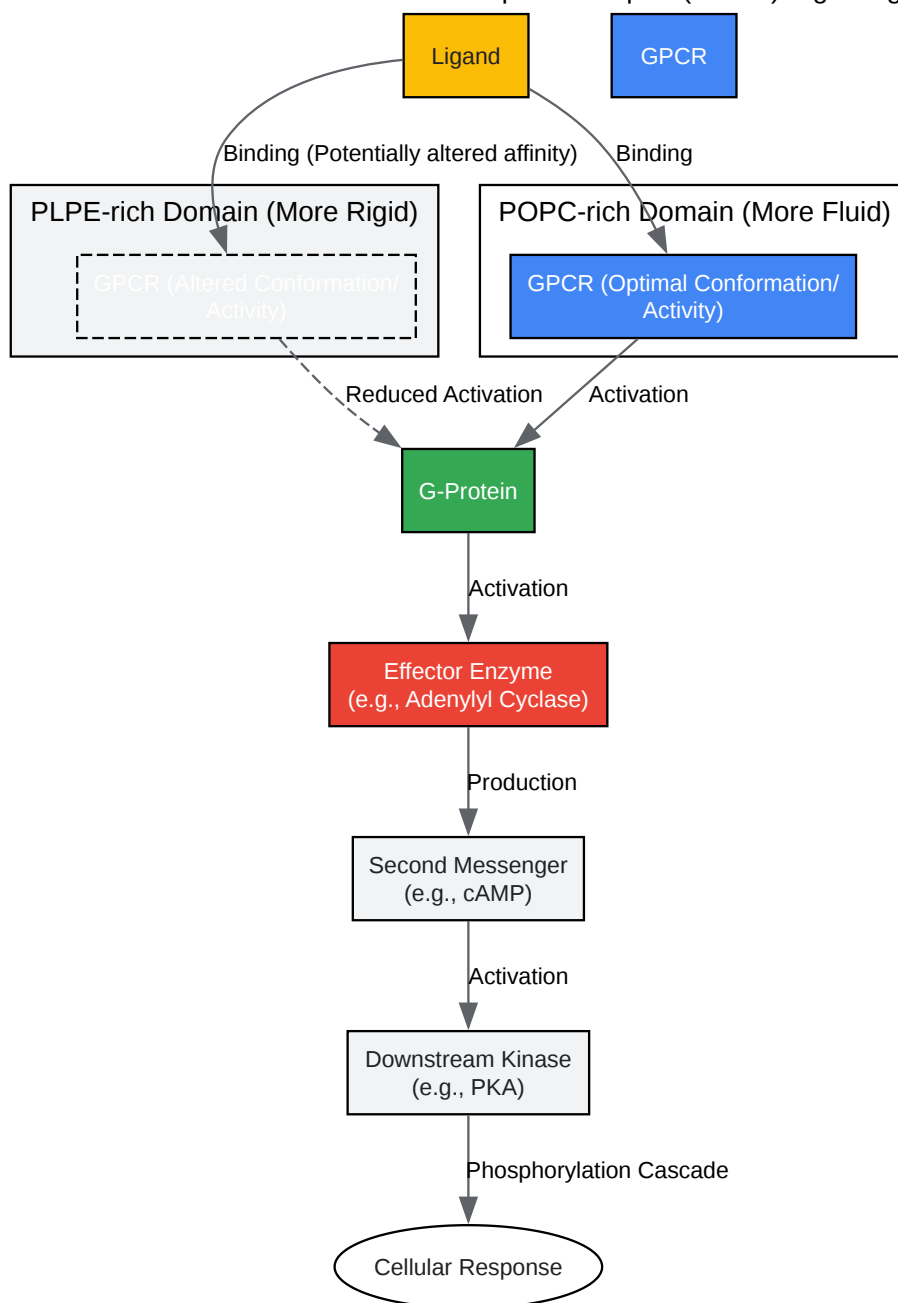 Ligand
GPCR
Binding (Potentially altered affinity)
Binding
PLPE-rich Domain (More Rigid)
POPC-rich Domain (More Fluid)
GPCR (Altered Conformation/
Activity)
GPCR (Optimal Conformation/
Activity)
Reduced Activation
Activation
G-Protein
Activation
Effector Enzyme
(e.g., Adenylyl Cyclase)
Production
Second Messenger
(e.g., cAMP)
Activation
Downstream Kinase
(e.g., PKA)
Phosphorylation Cascade
Cellular Response